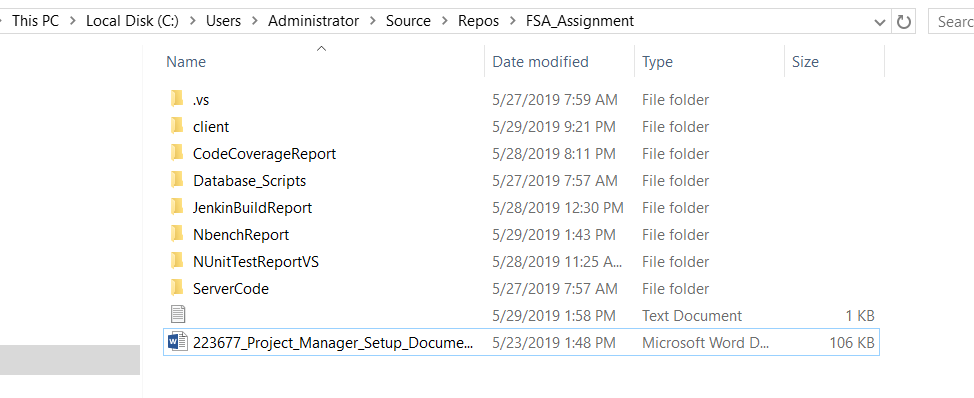 This PC > Local Disk (C:) > Users > Administrator > Source > Repos > FSA_Assignment
Searc
Name Date modified Type Size
.vs 5/27/2019 7:59 AM File folder
client 5/29/2019 9:21 PM File folder
CodeCoverageReport 5/28/2019 8:11 PM File folder
Database_Scripts 5/27/2019 7:57 AM File folder
JenkinBuildReport 5/28/2019 12:30 PM File folder
NbenchReport 5/29/2019 1:43 PM File folder
NUnitTestReportVS 5/28/2019 11:25 A... File folder
ServerCode 5/27/2019 7:57 AM File folder
5/29/2019 1:58 PM Text Document 1 KB
223677_Project_Manager_Setup_Docume... 5/23/2019 1:48 PM Microsoft Word D... 106 KB